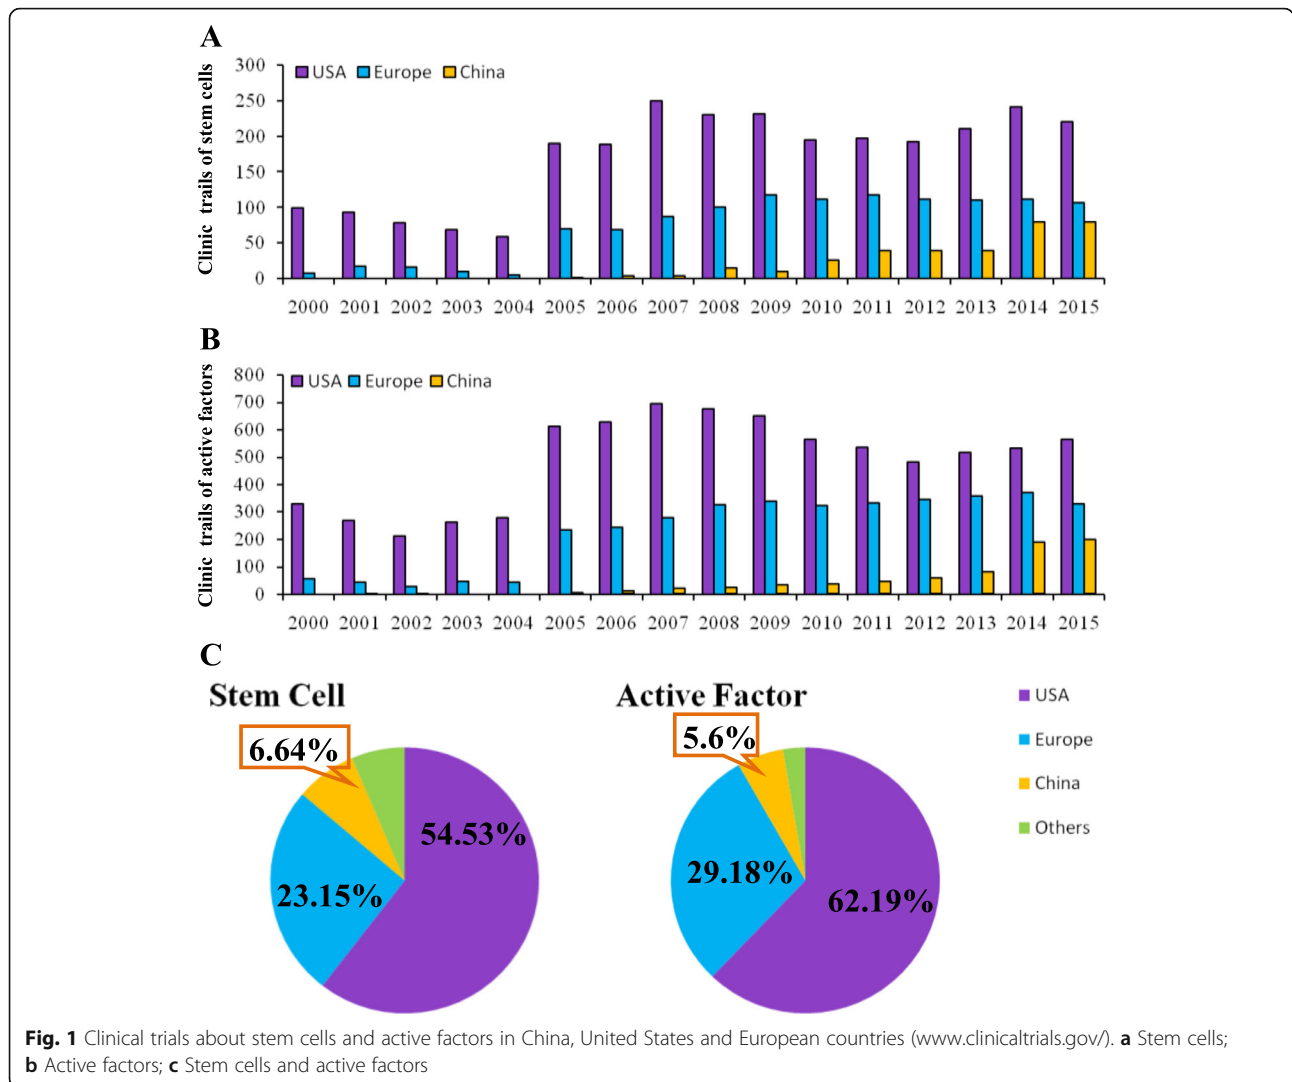 A
Clinic trails of stem cells
300
250
200
150
100
50
0
USA Europe China
2000 2001 2002 2003 2004 2005 2006 2007 2008 2009 2010 2011 2012 2013 2014 2015
B
Clinic trails of active factors
800
700
600
500
400
300
200
100
0
USA Europe China
2000 2001 2002 2003 2004 2005 2006 2007 2008 2009 2010 2011 2012 2013 2014 2015
C
Stem Cell
6.64%
54.53%
23.15%
Active Factor
5.6%
29.18%
62.19%
USA
Europe
China
Others
Fig. 1 Clinical trials about stem cells and active factors in China, United States and European countries (www.clinicaltrials.gov/). a Stem cells;
b Active factors; c Stem cells and active factors